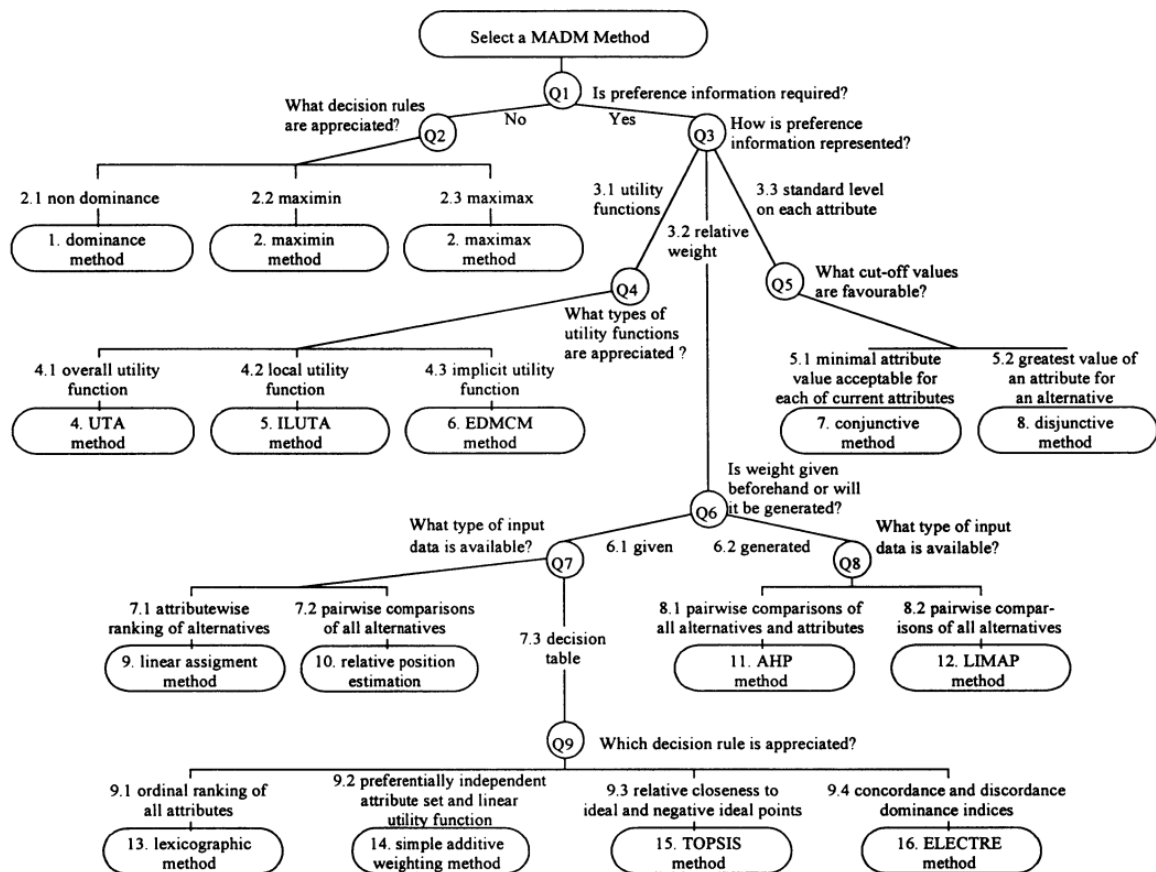 Select a MADM Method
Q1
Is preference information required?
What decision rules
are appreciated?
No
Yes
Q2
Q3
How is preference
information represented?
2.1 non dominance
2.2 maximin
2.3 maximax
1. dominance
method
2. maximin
method
2. maximax
method
3.1 utility
functions
3.2 relative
weight
3.3 standard level
on each attribute
Q4
What types of
utility functions
are appreciated ?
Q5
What cut-off values
are favourable?
4.1 overall utility
function
4.2 local utility
function
4.3 implicit utility
function
4. UTA
method
5. ILUTA
method
6. EDMCM
method
5.1 minimal attribute
value acceptable for
each of current attributes
5.2 greatest value of
an attribute for
an alternative
7. conjunctive
method
8. disjunctive
method
Is weight given
beforehand or will
it be generated?
Q6
What type of input
data is available?
Q7
6.1 given
6.2 generated
Q8
What type of input
data is available?
7.1 attributewise
ranking of alternatives
7.2 pairwise comparisons
of all alternatives
7.3 decision
table
8.1 pairwise comparisons of
all alternatives and attributes
8.2 pairwise compar-
isons of all alternatives
9. linear assigment
method
10. relative position
estimation
11. AHP
method
12. LIMAP
method
Q9
Which decision rule is appreciated?
9.1 ordinal ranking of
all attributes
9.2 preferentially independent
attribute set and linear
utility function
9.3 relative closeness to
ideal and negative ideal points
9.4 concordance and discordance
dominance indices
13. lexicographic
method
14. simple additive
weighting method
15. TOPSIS
method
16. ELECTRE
method